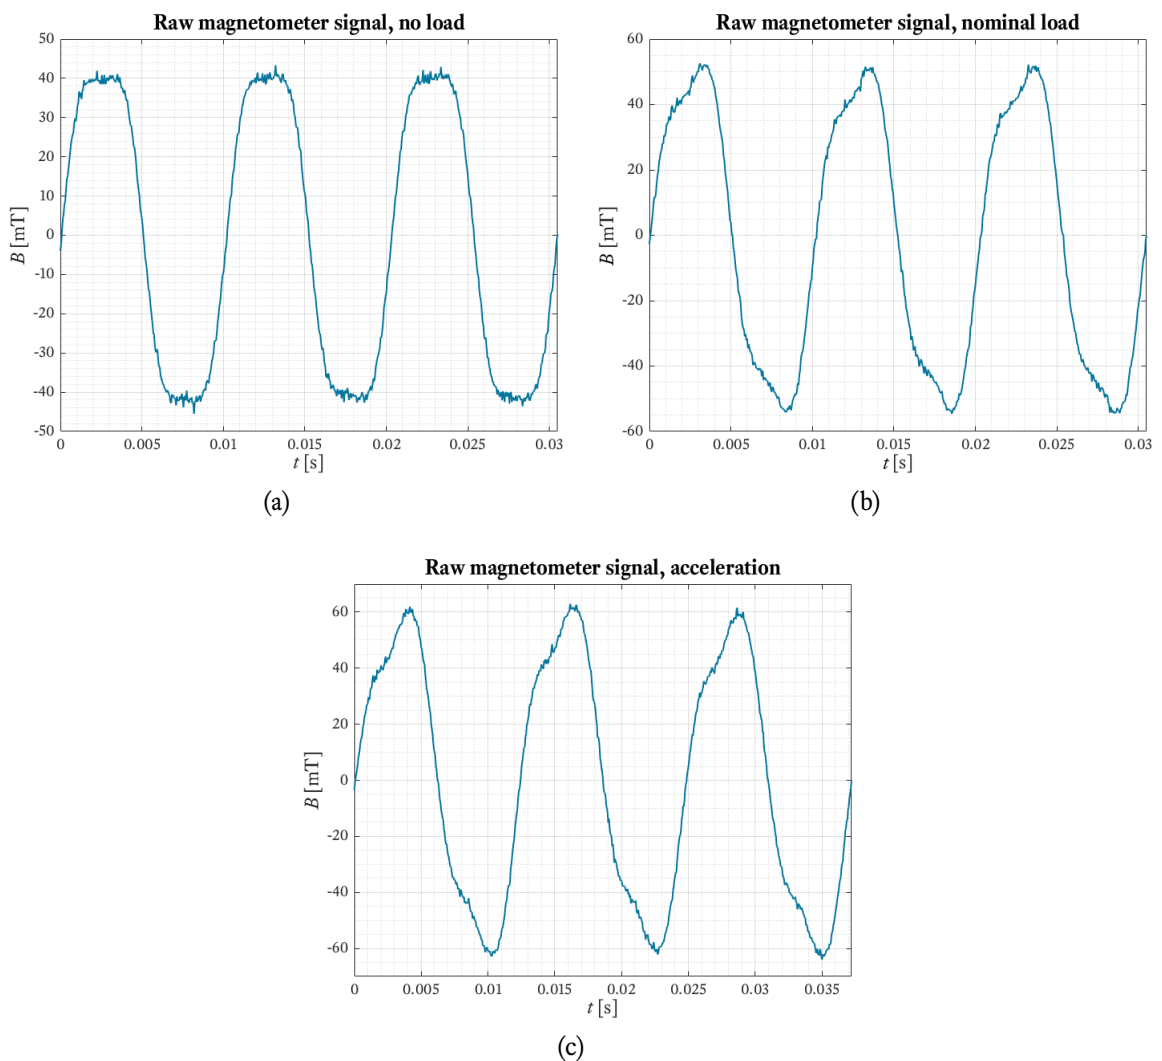 Raw magnetometer signal, no load
50
40
30
20
10
0
-10
-20
-30
-40
-50
B [mT]
0 0.005 0.01 0.015 0.02 0.025 0.03
t [s]
(a)
Raw magnetometer signal, nominal load
60
40
20
0
-20
-40
-60
B [mT]
0 0.005 0.01 0.015 0.02 0.025 0.03
t [s]
(b)
Raw magnetometer signal, acceleration
60
40
20
0
-20
-40
-60
B [mT]
0 0.005 0.01 0.015 0.02 0.025 0.03 0.035
t [s]
(c)